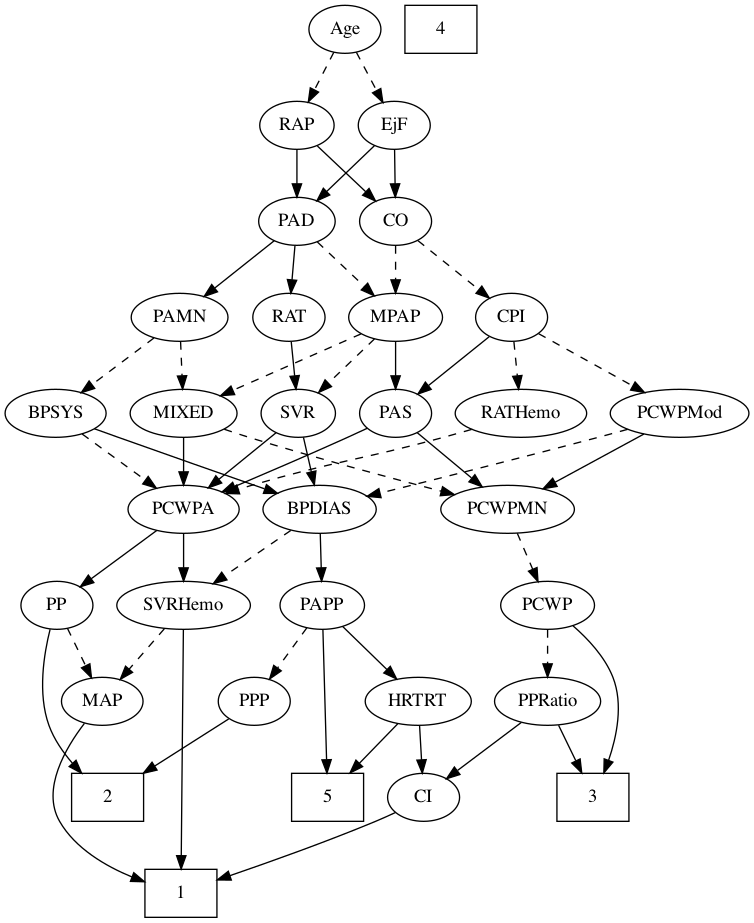 Age
4
RAP
EjF
PAD
CO
PAMN
RAT
MPAP
CPI
BPSYS
MIXED
SVR
PAS
RATHemo
PCWPMod
PCWPA
BPDIAS
PCWPMN
PP
SVRHemo
PAPP
PCWP
MAP
PPP
HRTRT
PPRatio
2
5
CI
3
1